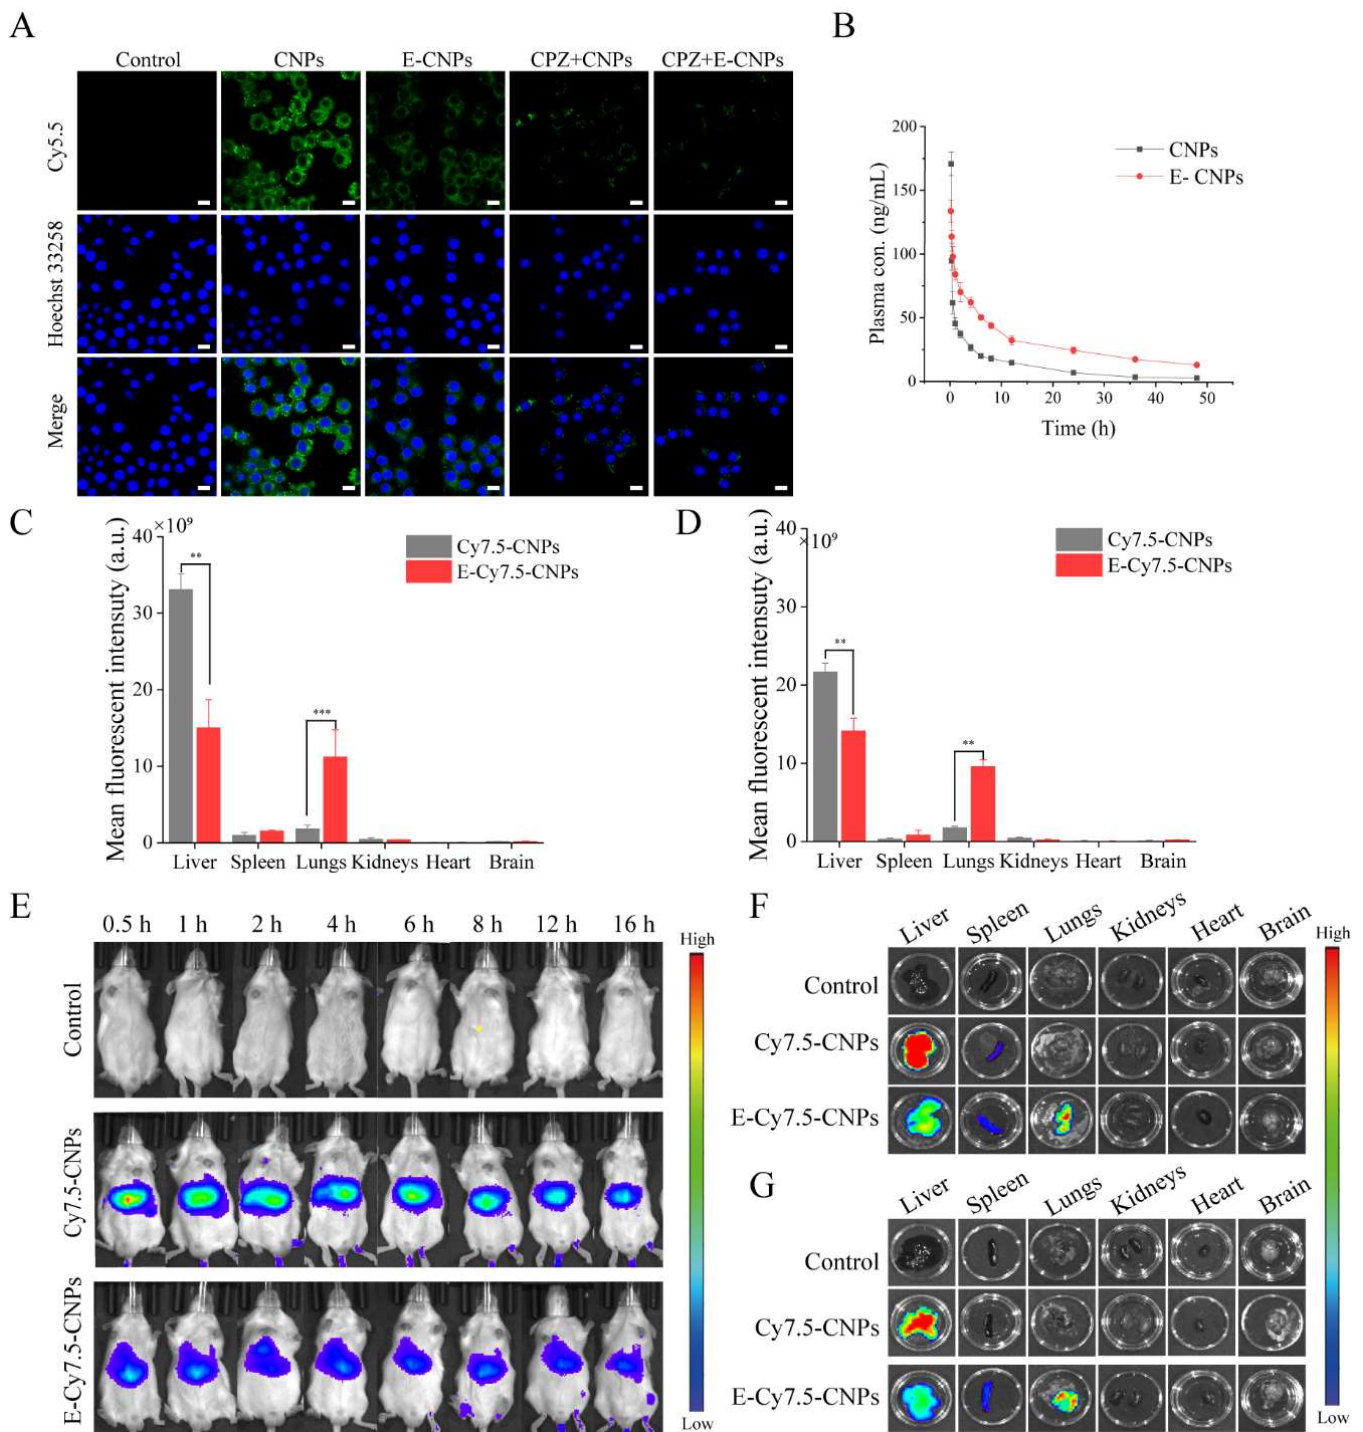 A
Control CNPs E-CNPs CPZ+CNPs CPZ+E-CNPs
Cy5.5
Hoechst 33258
Merge
B
200
150
100
50
0
0 10 20 30 40 50
Plasma con. (ng/mL)
Time (h)
CNPs
E- CNPs
C
Mean fluorescent intensuty (a.u.)
40 ×10⁹
30
20
10
0
** 
***
Cy7.5-CNPs
E-Cy7.5-CNPs
Liver Spleen Lungs Kidneys Heart Brain
D
Mean fluorescent intensity (a.u.)
40
×10⁹
30
20
10
0
**
**
Cy7.5-CNPs
E-Cy7.5-CNPs
Liver Spleen Lungs Kidneys Heart Brain
E
0.5 h 1 h 2 h 4 h 6 h 8 h 12 h 16 h
Control
Cy7.5-CNPs
E-Cy7.5-CNPs
High
Low
F
Liver Spleen Lungs Kidneys Heart Brain
Control
Cy7.5-CNPs
E-Cy7.5-CNPs
High
G
Liver Spleen Lungs Kidneys Heart Brain
Control
Cy7.5-CNPs
E-Cy7.5-CNPs
Low